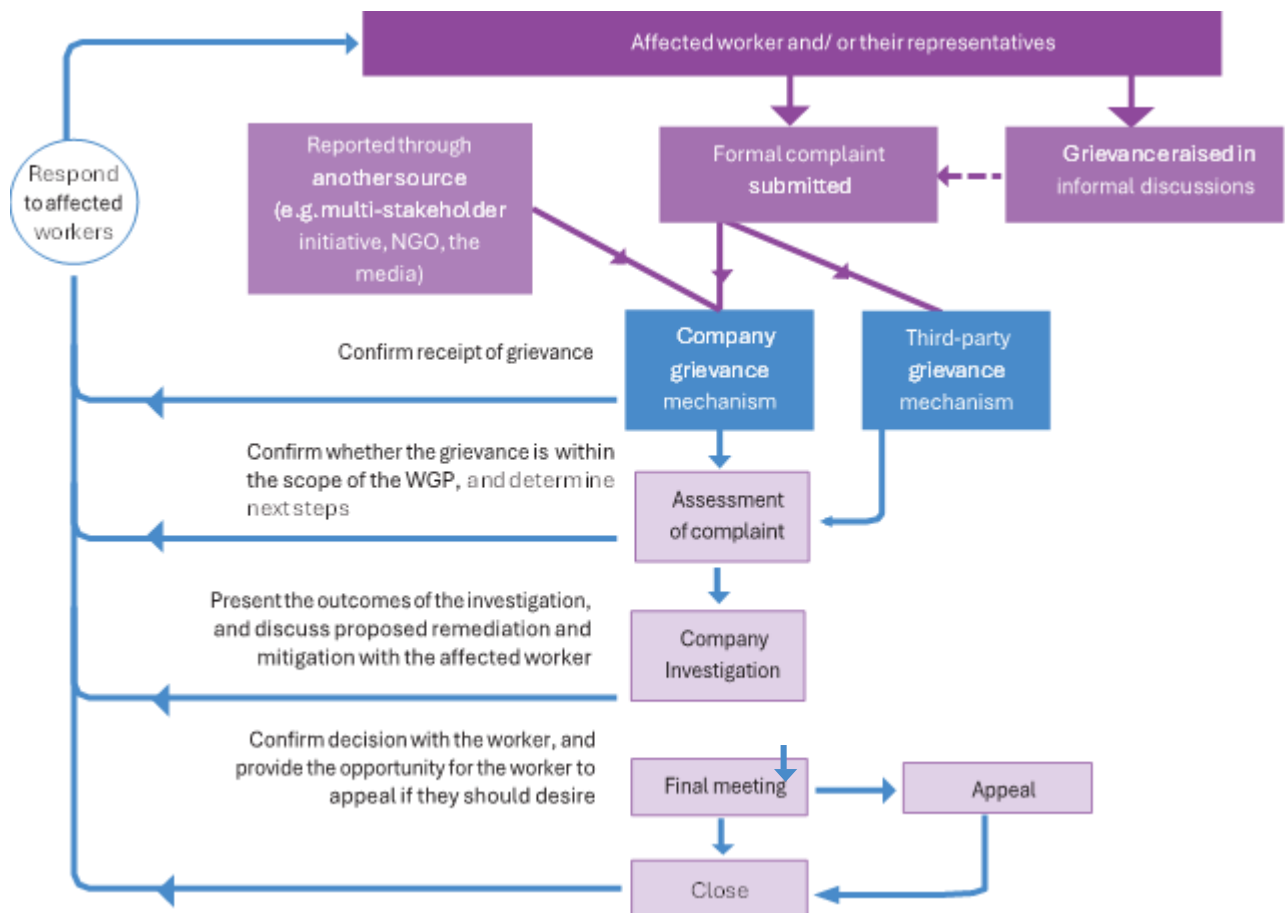 Affected worker and/ or their representatives
Reported through
another source
(e.g. multi-stakeholder
initiative, NGO, the
media)
Formal complaint
submitted
Grievance raised in
informal discussions
Respond
to affected
workers
Company
grievance
mechanism
Third-party
grievance
mechanism
Confirm receipt of grievance
Confirm whether the grievance is within
the scope of the WGP, and determine
next steps
Assessment
of complaint
Present the outcomes of the investigation,
and discuss proposed remediation and
mitigation with the affected worker
Company
Investigation
Confirm decision with the worker, and
provide the opportunity for the worker to
appeal if they should desire
Final meeting
Appeal
Close